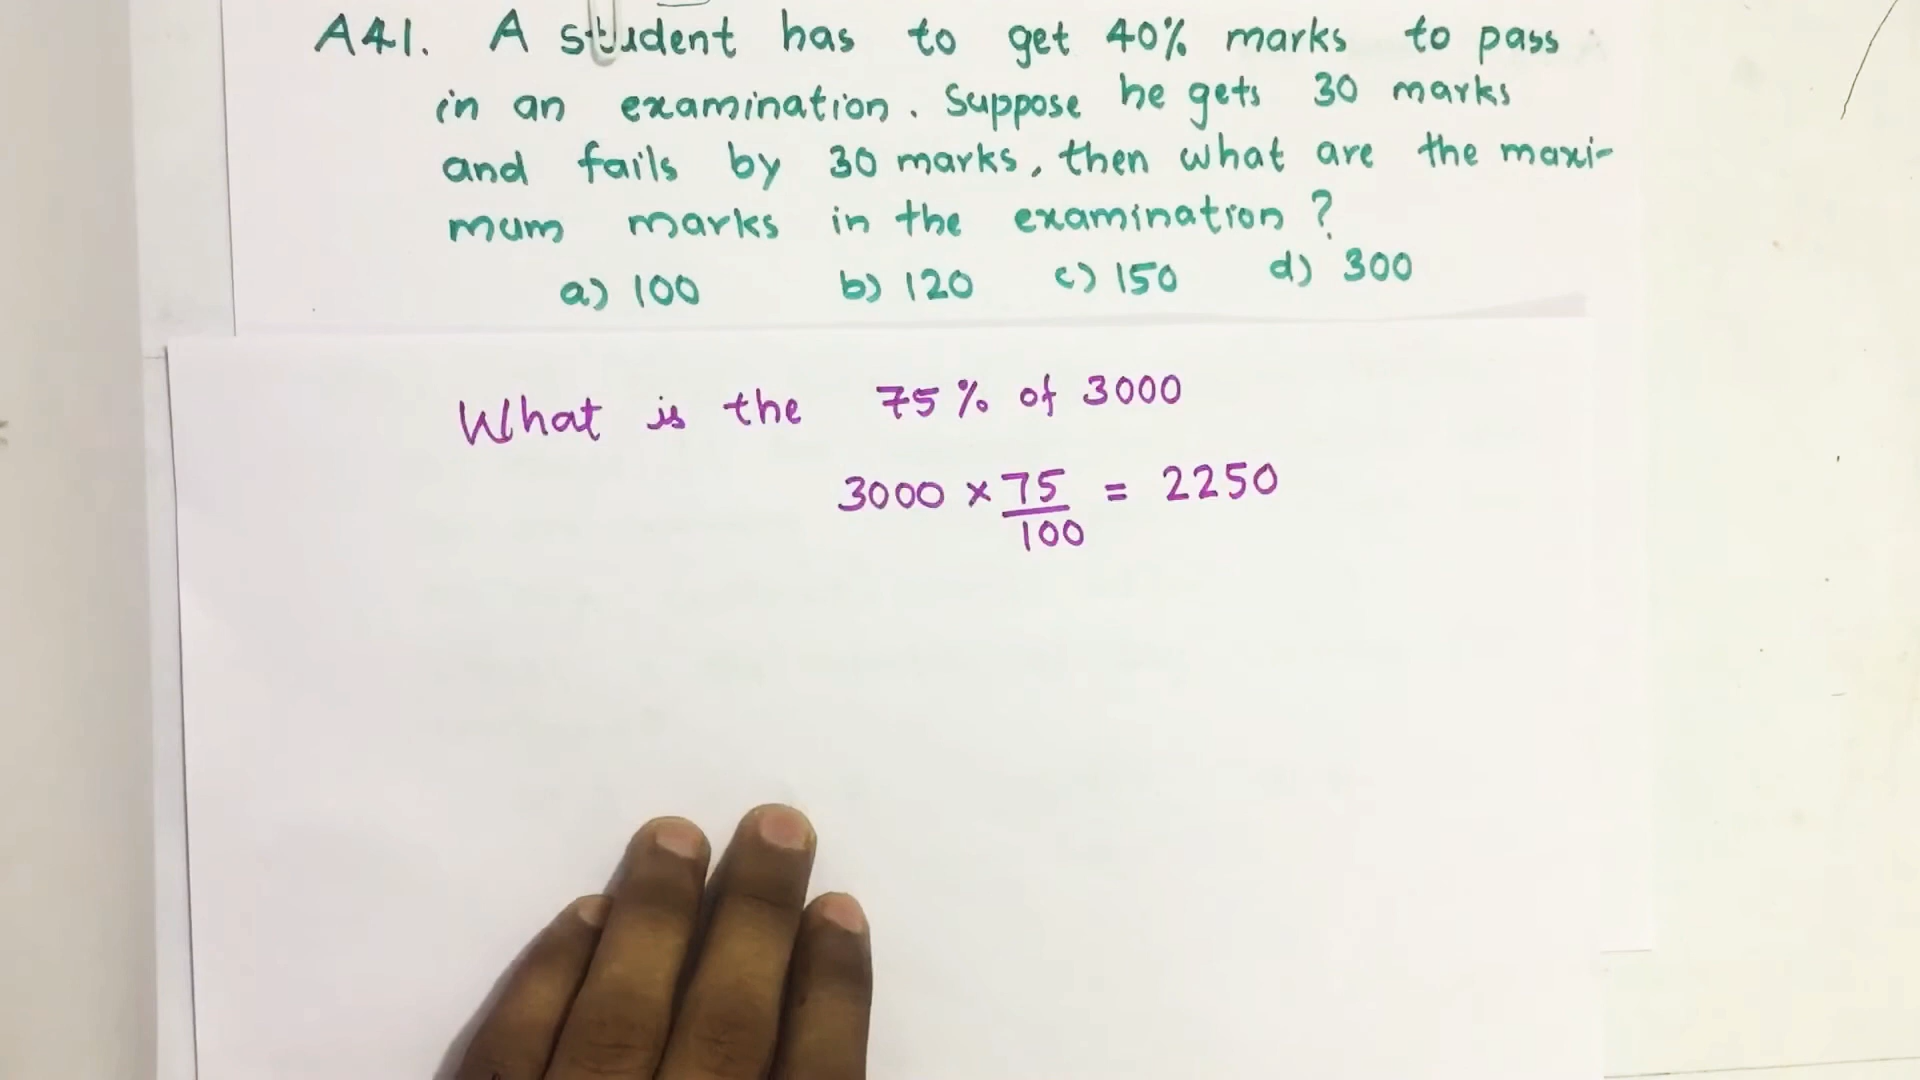 A41. A student has to get 40% marks to pass
in an examination. Suppose he gets 30 marks
and fails by 30 marks, then what are the maxi-
mum marks in the examination?
a) 100 b) 120 c) 150 d) 300
What is the 75% of 3000
3000 × 75/100 = 2250